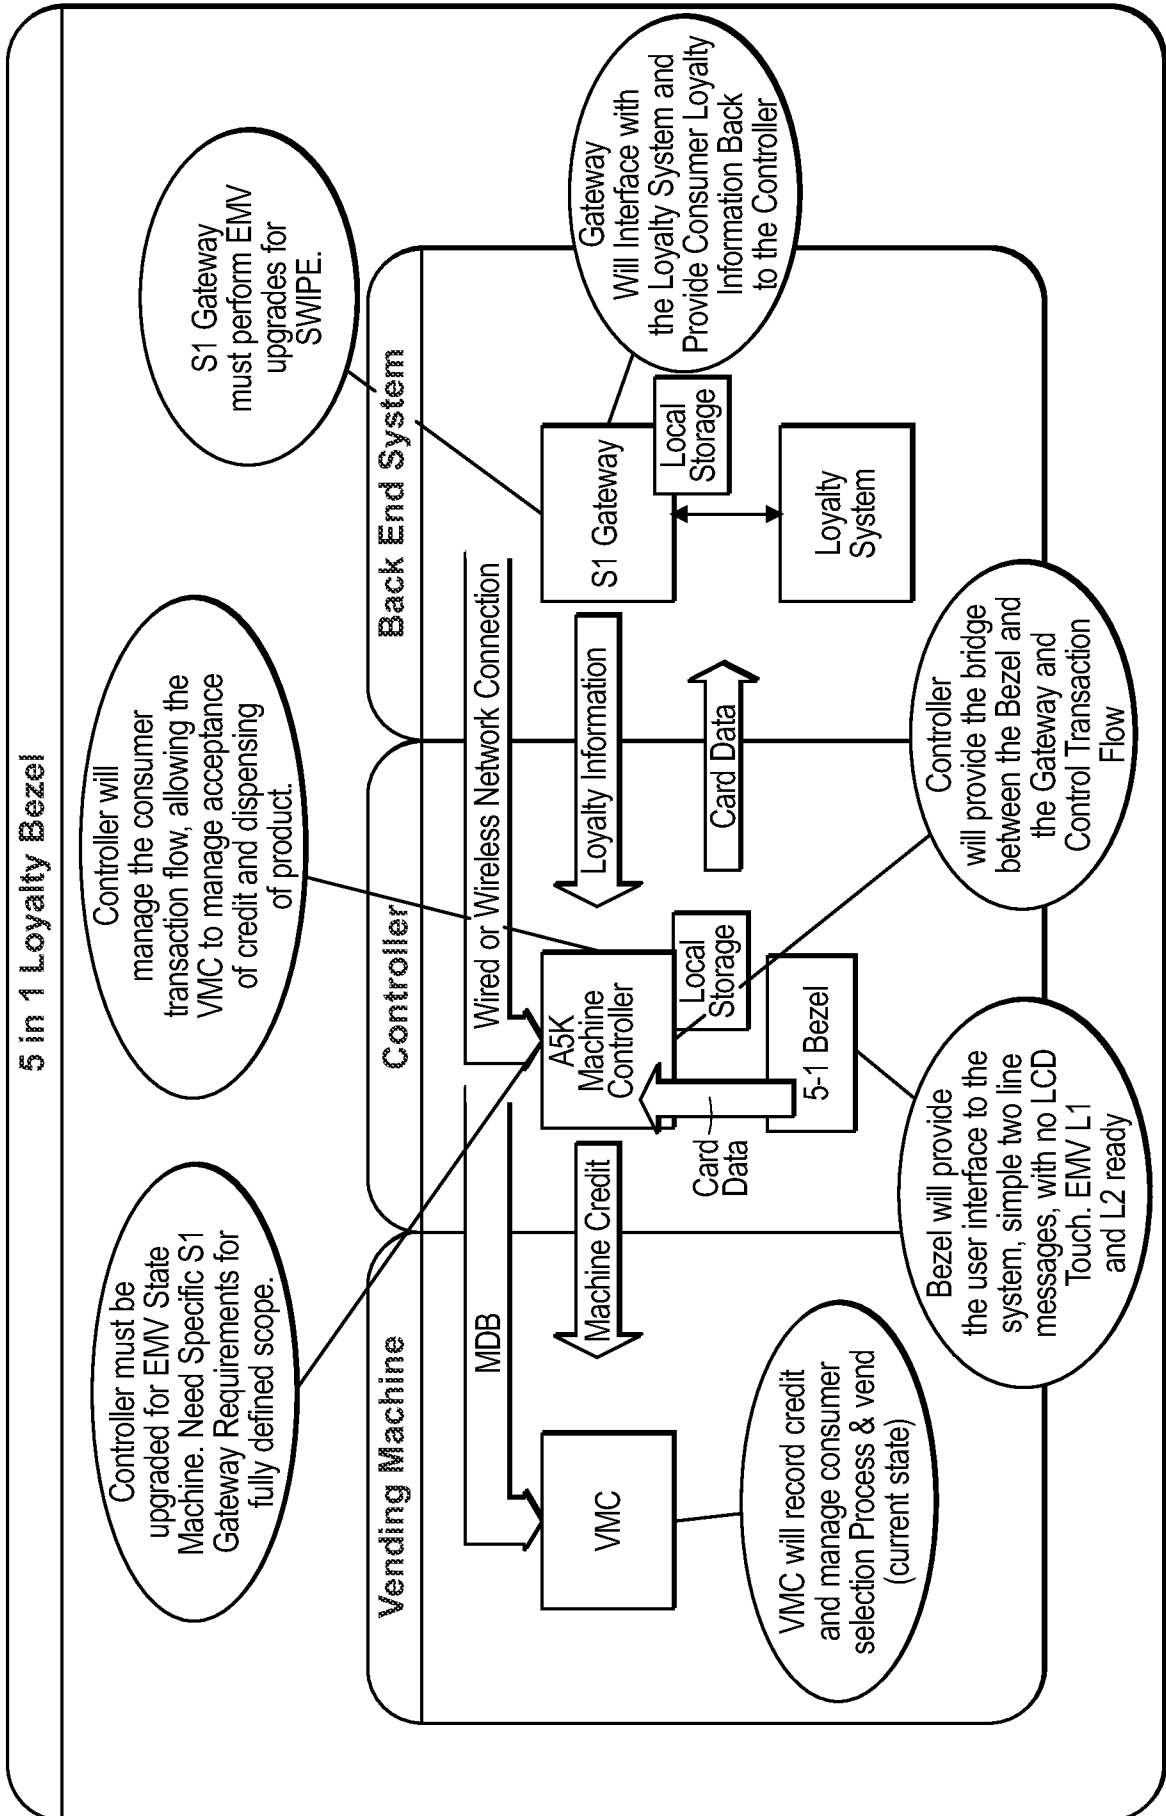 5 in 1 Loyalty Bezel
Controller must be
upgraded for EMV State
Machine. Need Specific S1
Gateway Requirements for
fully defined scope.
Controller will
manage the consumer
transaction flow, allowing the
VMC to manage acceptance
of credit and dispensing
of product.
S1 Gateway
must perform EMV
upgrades for
SWIPE.
Vending Machine
Controller
Back End System
MDB
Wired or Wireless Network Connection
VMC
Machine Credit
A5K
Machine
Controller
Local
Storage
Loyalty Information
S1 Gateway
Local
Storage
Gateway
Will Interface with
the Loyalty System and
Provide Consumer Loyalty
Information Back
to the Controller
Card
Data
5-1 Bezel
Card Data
Loyalty
System
VMC will record credit
and manage consumer
selection Process & vend
(current state)
Bezel will provide
the user interface to the
system, simple two line
messages, with no LCD
Touch. EMV L1
and L2 ready
Controller
will provide the bridge
between the Bezel and
the Gateway and
Control Transaction
Flow